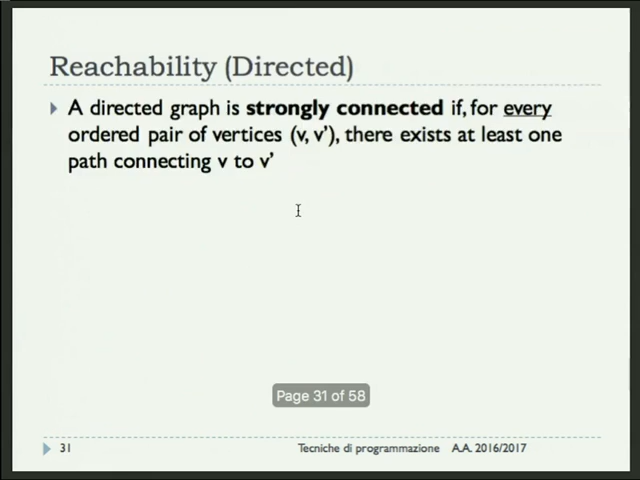 Reachability (Directed)
A directed graph is strongly connected if, for every
ordered pair of vertices (v, v’), there exists at least one
path connecting v to v’
Page 31 of 58
31
Tecniche di programmazione A.A. 2016/2017